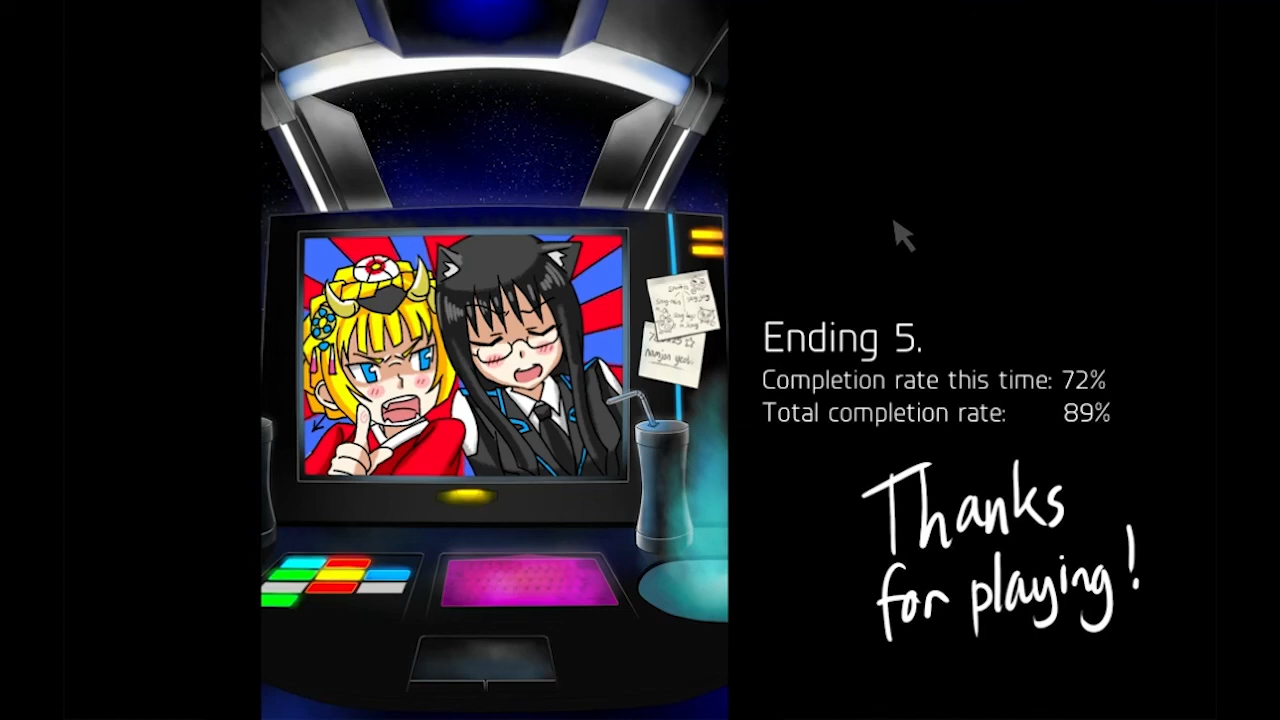 Ending 5.
Completion rate this time: 72%
Total completion rate: 89%
Thanks
for playing!